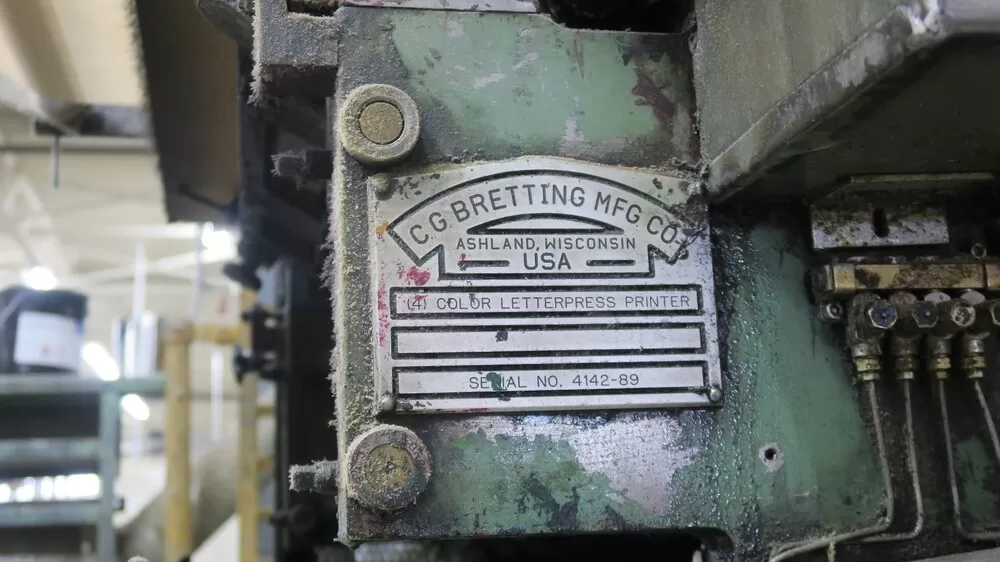 C G BRETTING MFG CO.
ASHLAND, WISCONSIN
USA
(4) COLOR LETTERPRESS PRINTER
SERIAL NO. 4142-89